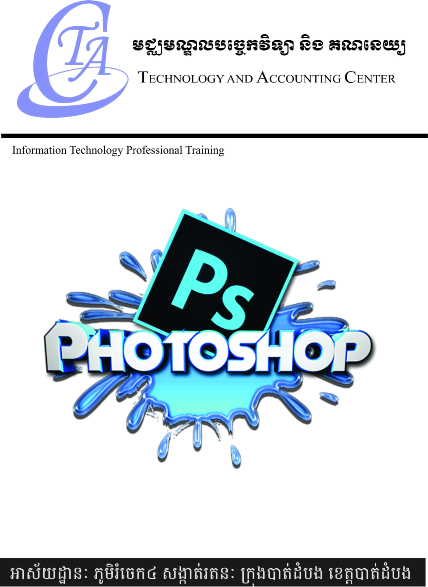 CTA
មជ្ឈមណ្ឌលបច្ចេកវិទ្យា និង គណនេយ្យ
TECHNOLOGY AND ACCOUNTING CENTER
Information Technology Professional Training
Ps
PHOTOSHOP
អាស័យដ្ឋានៈ ភូមិរំចេក៤ សង្កាត់រតនៈ ក្រុងបាត់ដំបង ខេត្តបាត់ដំបង